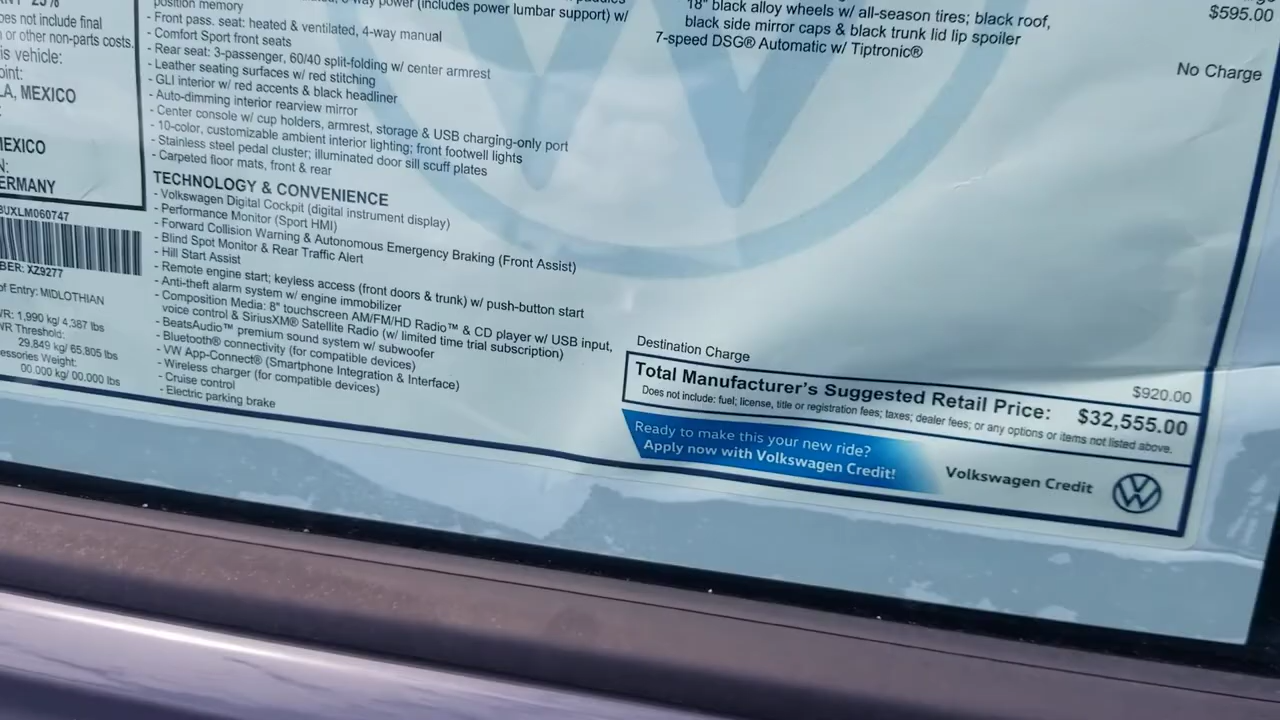 oes not include final
or other non-parts costs.
is vehicle:
oint:
LA, MEXICO
MEXICO
N:
ERMANY
BUXLM060747
BER: XZ9277
of Entry: MIDLOTHIAN
WR: 1,990 kg/ 4,387 lbs
WR Threshold:
29.849 kg/ 65.805 lbs
essories Weight:
00.000 kg/ 00.000 lbs
power (includes power lumbar support) w/
position memory
- Front pass. seat: heated & ventilated, 4-way manual
- Comfort Sport front seats
- Rear seat: 3-passenger, 60/40 split-folding w/ center armrest
- Leather seating surfaces w/ red stitching
- GLI interior w/ red accents & black headliner
- Auto-dimming interior rearview mirror
- Center console w/ cup holders, armrest, storage & USB charging-only port
- 10-color, customizable ambient interior lighting; front footwell lights
- Stainless steel pedal cluster; illuminated door sill scuff plates
- Carpeted floor mats, front & rear
TECHNOLOGY & CONVENIENCE
- Volkswagen Digital Cockpit (digital instrument display)
- Performance Monitor (Sport HMI)
- Forward Collision Warning & Autonomous Emergency Braking (Front Assist)
- Blind Spot Monitor & Rear Traffic Alert
- Hill Start Assist
- Remote engine start; keyless access (front doors & trunk) w/ push-button start
- Anti-theft alarm system w/ engine immobilizer
- Composition Media: 8" touchscreen AM/FM/HD Radio™ & CD player w/ USB input,
voice control & SiriusXM® Satellite Radio (w/ limited time trial subscription)
- BeatsAudio™ premium sound system w/ subwoofer
- Bluetooth® connectivity (for compatible devices)
- VW App-Connect® (Smartphone Integration & Interface)
- Wireless charger (for compatible devices)
- Cruise control
- Electric parking brake
18" black alloy wheels w/ all-season tires; black roof,
black side mirror caps & black trunk lid lip spoiler
7-speed DSG® Automatic w/ Tiptronic®
$595.00
No Charge
Destination Charge $920.00
Total Manufacturer's Suggested Retail Price: $32,555.00
Does not include: fuel; license, title or registration fees; taxes; dealer fees; or any options or items not listed above.
Ready to make this your new ride?
Apply now with Volkswagen Credit!
Volkswagen Credit